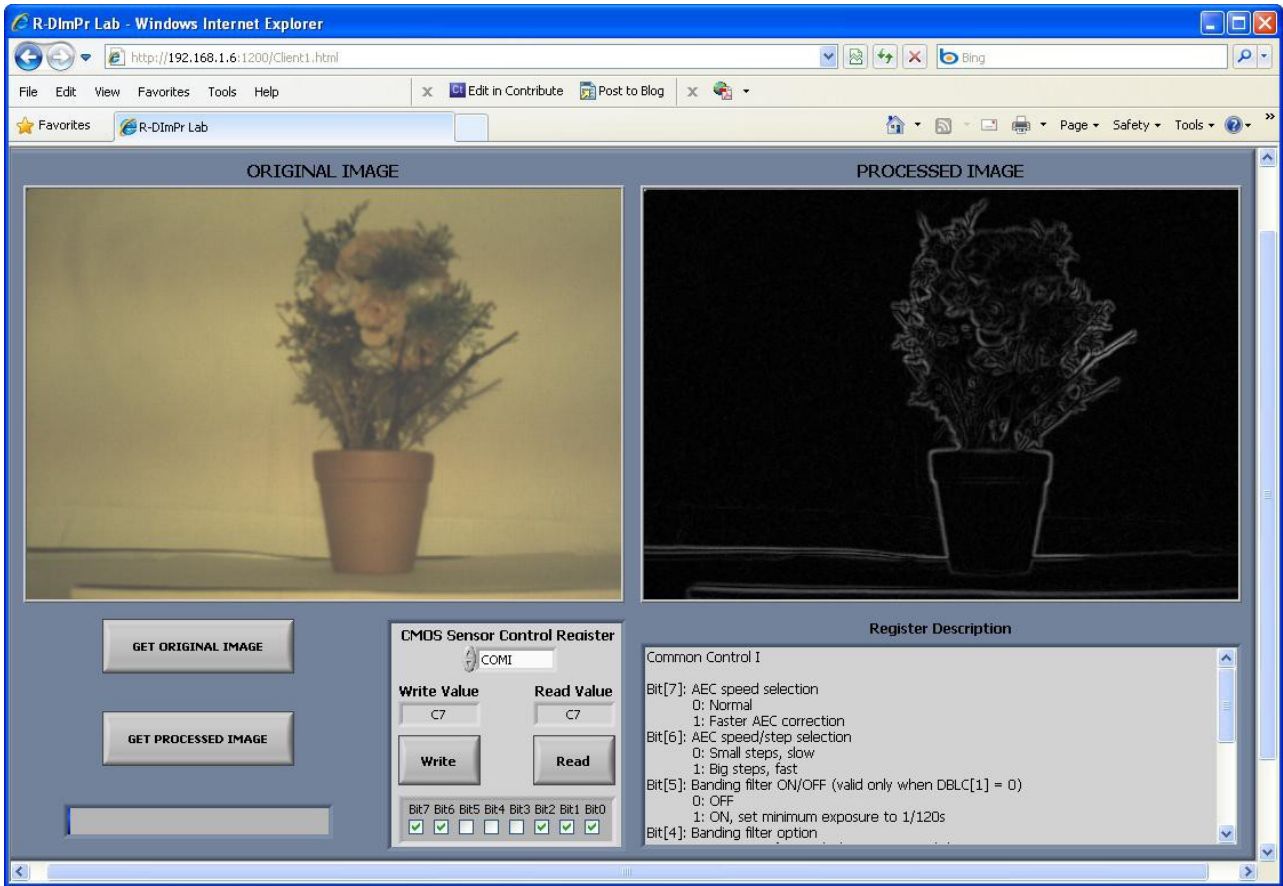 R-DImPr Lab - Windows Internet Explorer
http://192.168.1.6:1200/Client1.html
Bing
File Edit View Favorites Tools Help
x Edit in Contribute Post to Blog x
Favorites R-DImPr Lab Page Safety Tools
ORIGINAL IMAGE
PROCESSED IMAGE
GET ORIGINAL IMAGE
GET PROCESSED IMAGE
CMOS Sensor Control Register
COMI
Write Value Read Value
C7 C7
Write Read
Bit7 Bit6 Bit5 Bit4 Bit3 Bit2 Bit1 Bit0
Register Description
Common Control I
Bit[7]: AEC speed selection
0: Normal
1: Faster AEC correction
Bit[6]: AEC speed/step selection
0: Small steps, slow
1: Big steps, fast
Bit[5]: Banding filter ON/OFF (valid only when DBLC[1] = 0)
0: OFF
1: ON, set minimum exposure to 1/120s
Bit[4]: Banding filter option